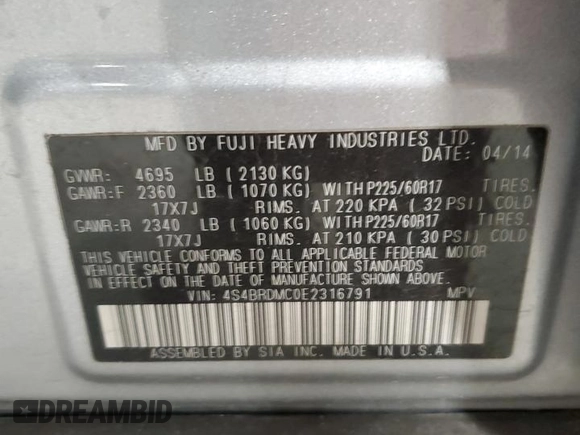 MFD BY FUJI HEAVY INDUSTRIES LTD.
DATE: 04/14
GVWR: 4695 LB ( 2130 KG)
GAWR:F 2360 LB ( 1070 KG) WITH P225/60R17 TIRES.
17X7J RIMS. AT 220 KPA ( 32 PSI) COLD
GAWR:R 2340 LB ( 1060 KG) WITH P225/60R17 TIRES.
17X7J RIMS. AT 210 KPA ( 30 PSI) COLD
THIS VEHICLE CONFORMS TO ALL APPLICABLE FEDERAL MOTOR
VEHICLE SAFETY AND THEFT PREVENTION STANDARDS
IN EFFECT ON THE DATE OF MANUFACTURE SHOWN ABOVE.
VIN: 4S4BRDMC0E2316791 MPV
ASSEMBLED BY SIA INC. MADE IN U.S.A.
DREAMBID